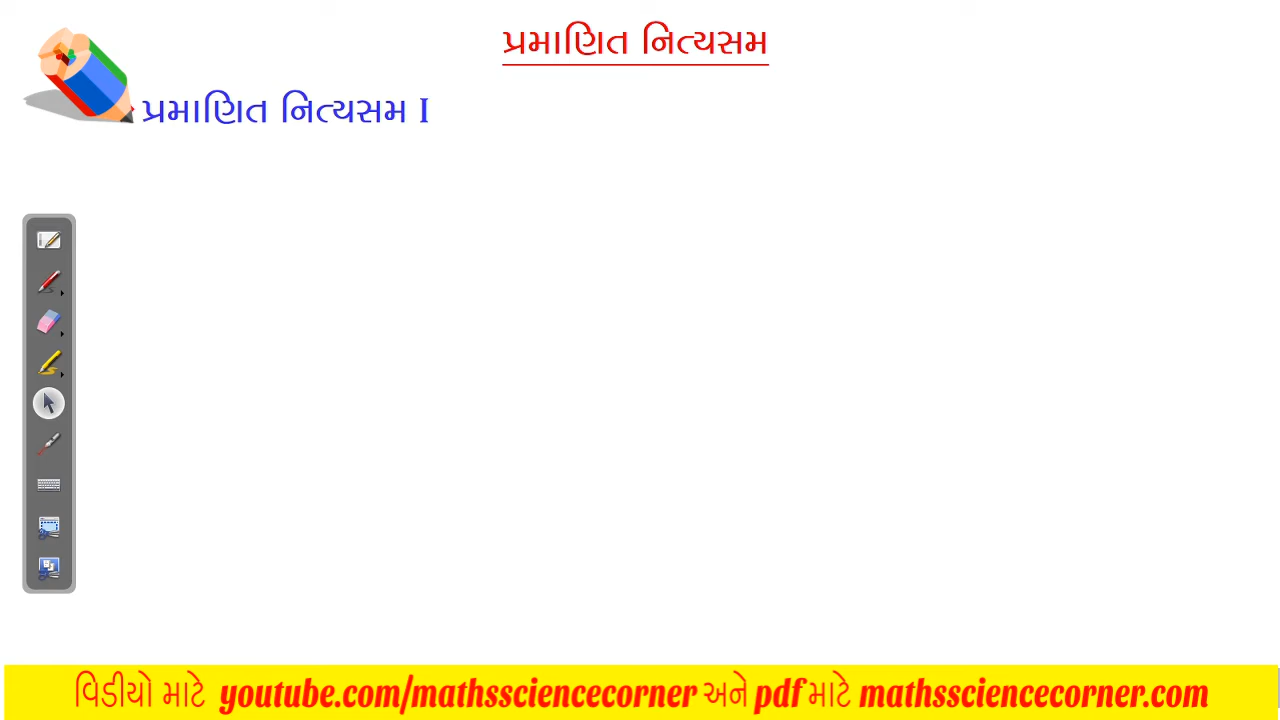 પ્રમાણિત નિત્યસમ
પ્રમાણિત નિત્યસમ I
વિડીયો માટે youtube.com/mathssciencecorner અને pdf માટે mathssciencecorner.com